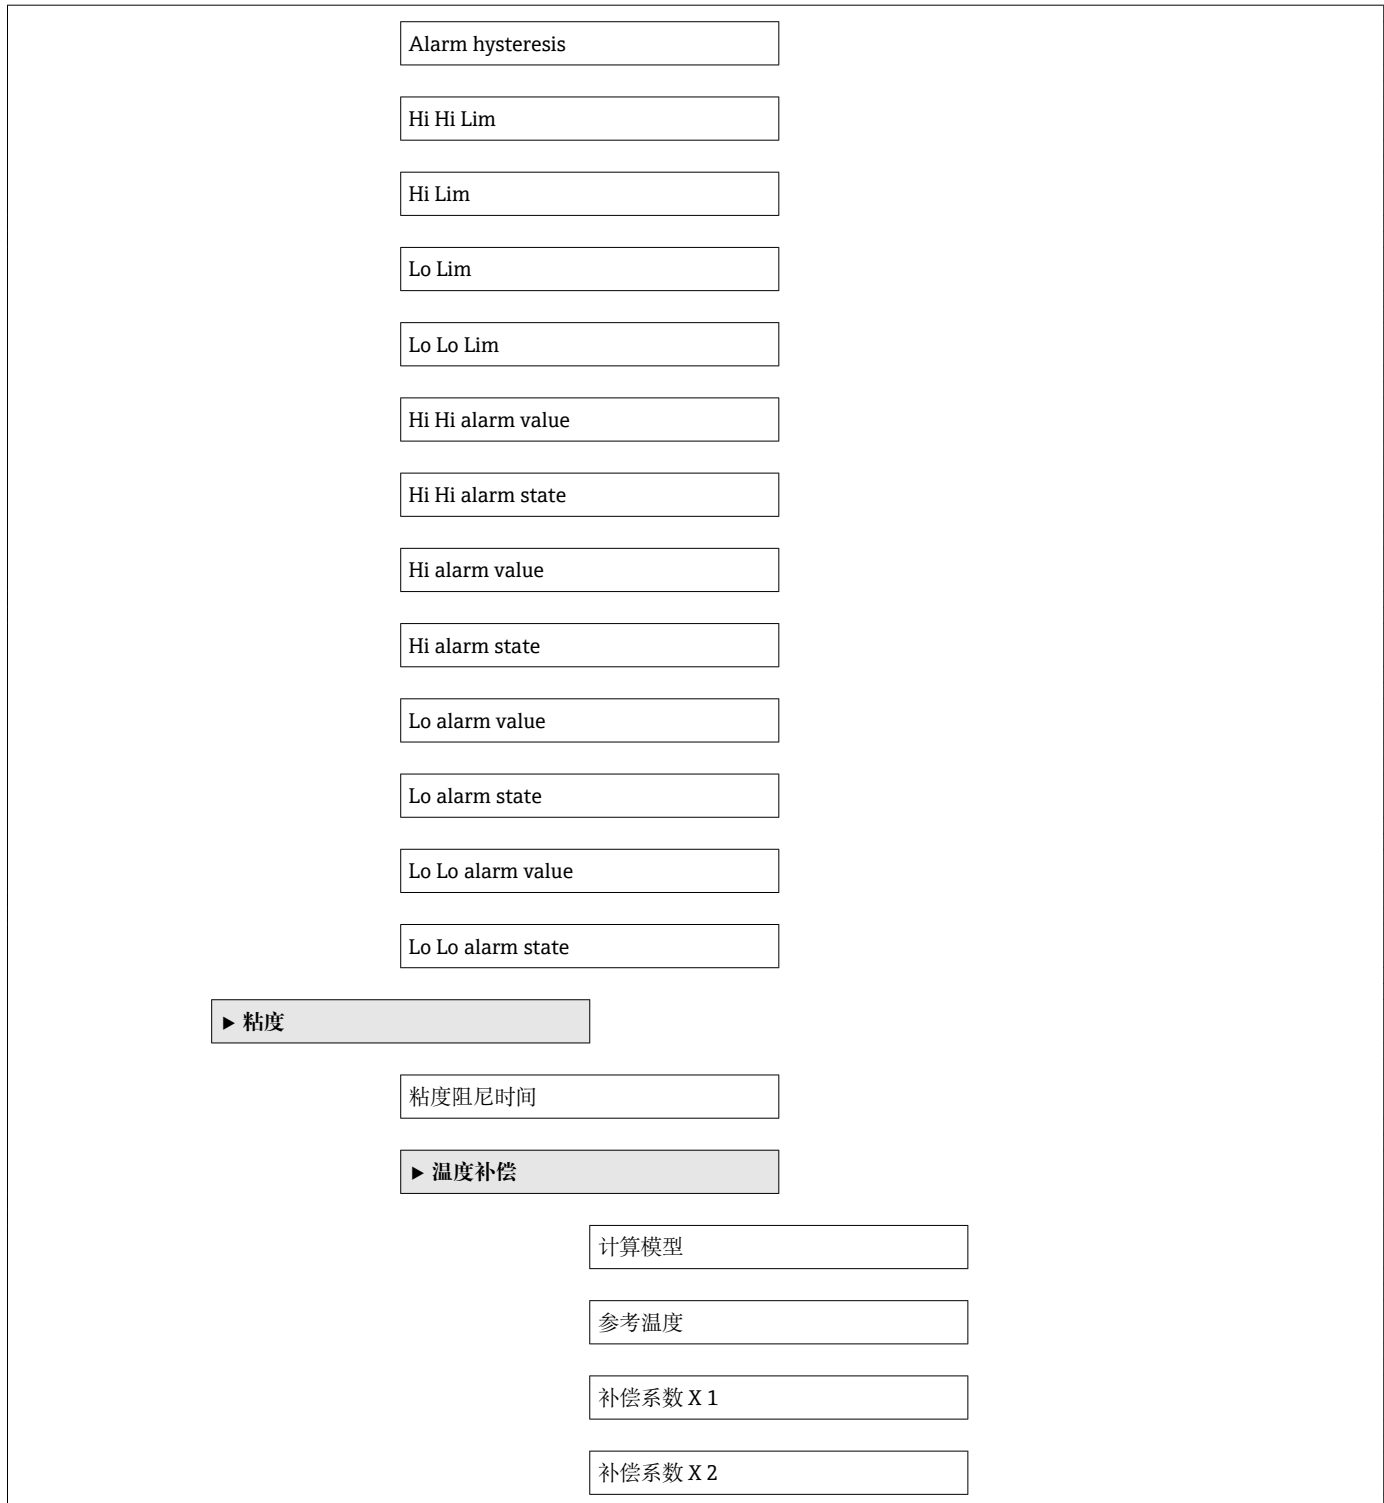 Alarm hysteresis
Hi Hi Lim
Hi Lim
Lo Lim
Lo Lo Lim
Hi Hi alarm value
Hi Hi alarm state
Hi alarm value
Hi alarm state
Lo alarm value
Lo alarm state
Lo Lo alarm value
Lo Lo alarm state
▶ 粘度
粘度阻尼时间
▶ 温度补偿
计算模型
参考温度
补偿系数 X 1
补偿系数 X 2